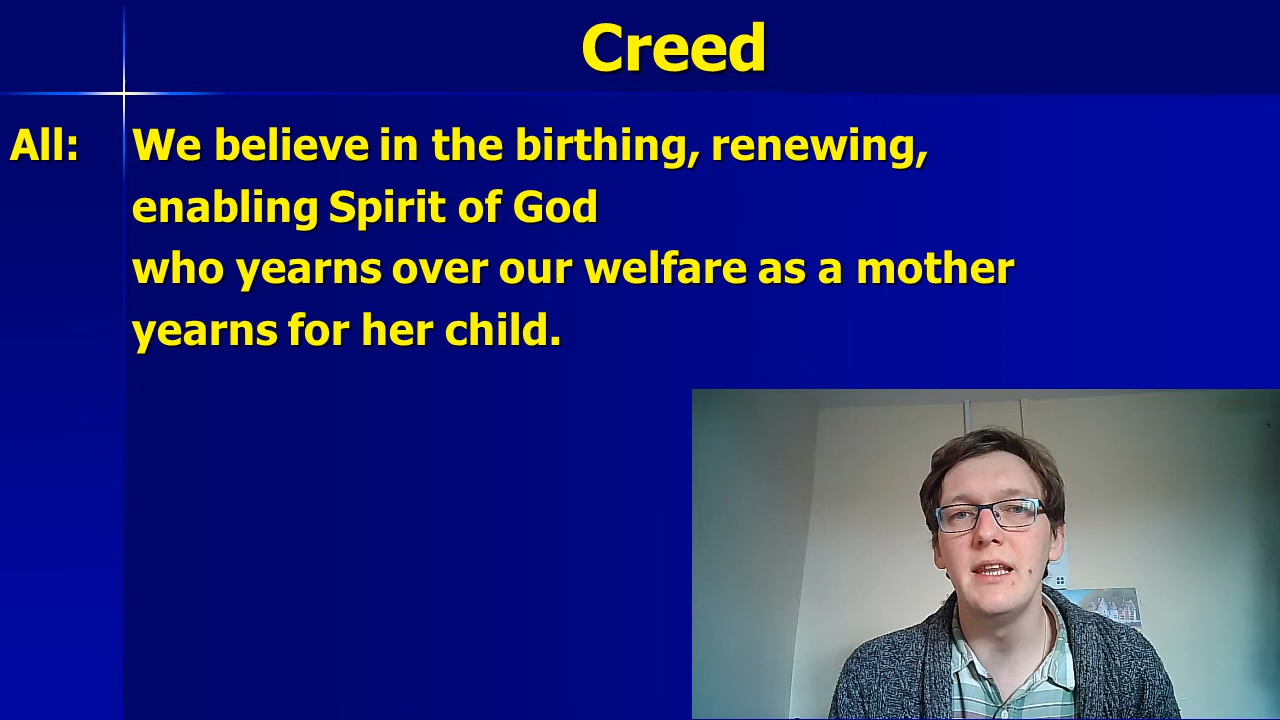 Creed
All: We believe in the birthing, renewing,
enabling Spirit of God
who yearns over our welfare as a mother
yearns for her child.